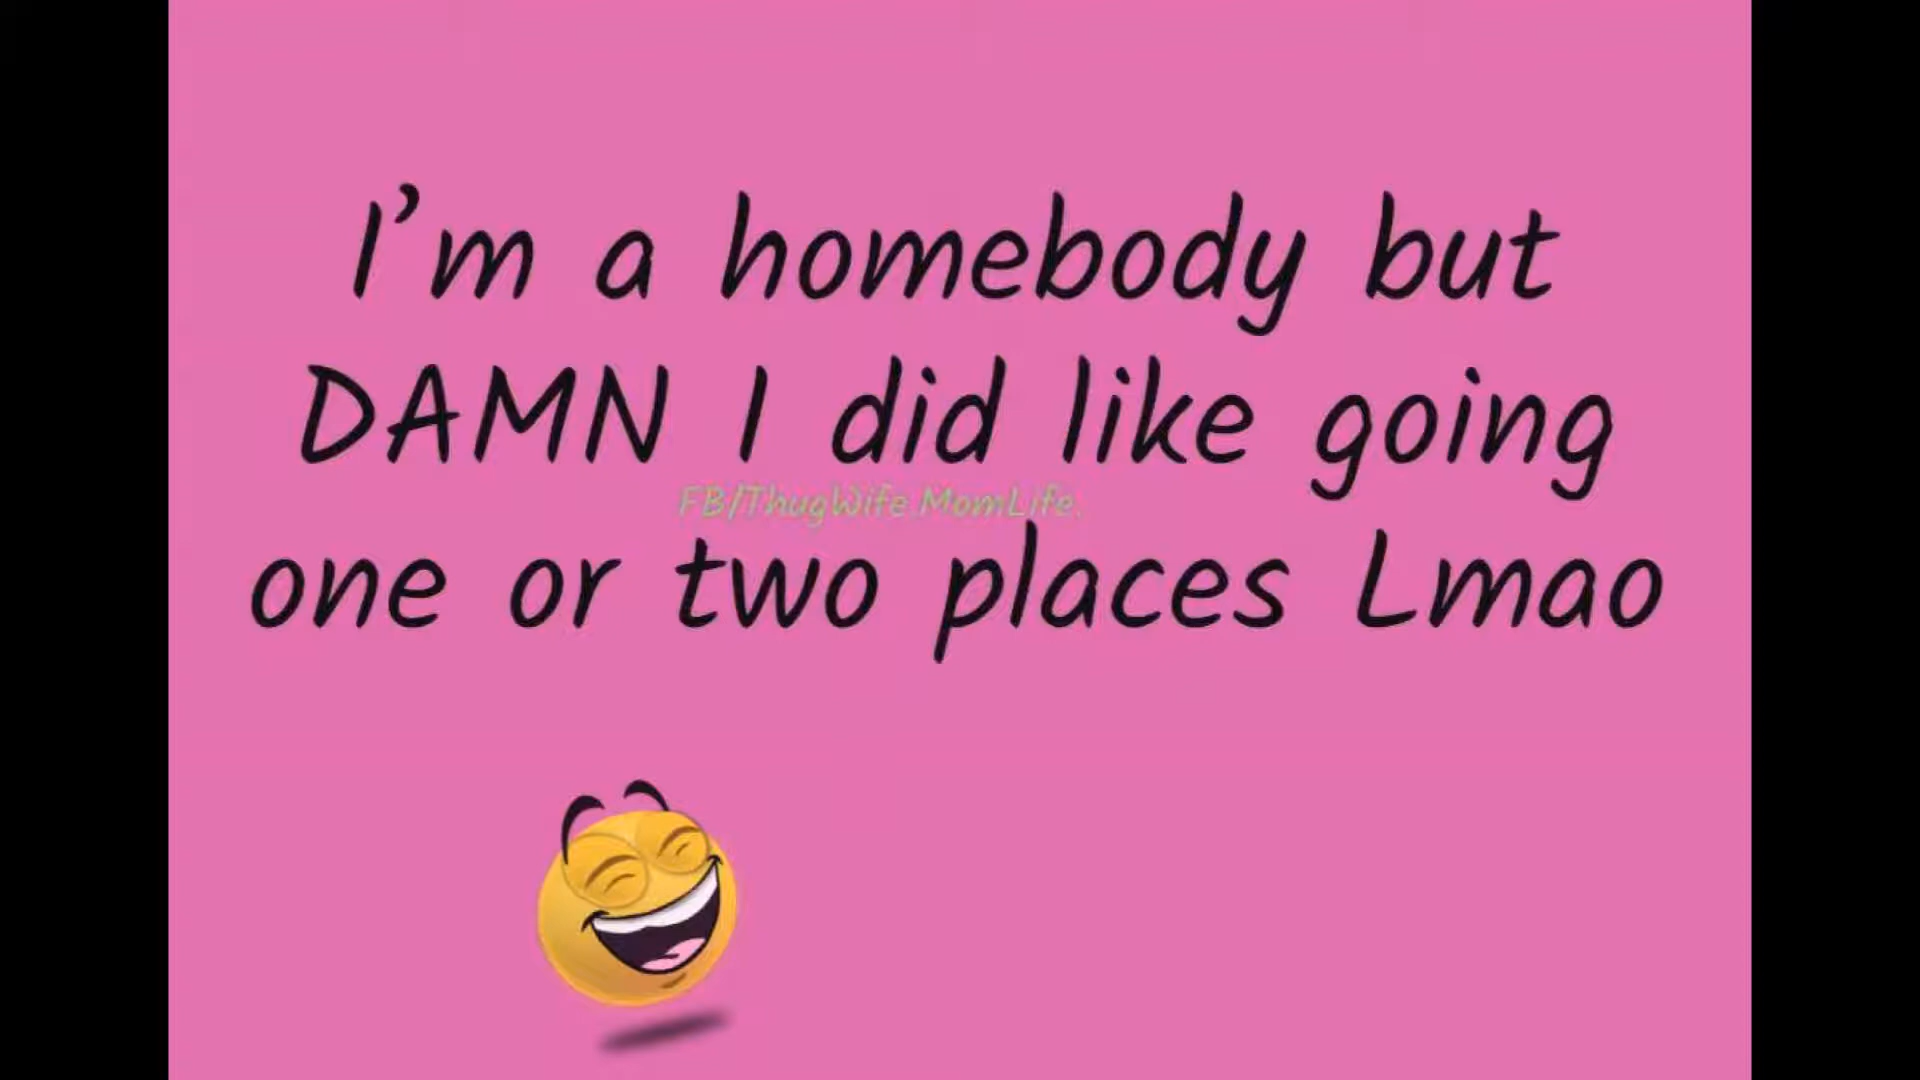 I'm a homebody but
DAMN I did like going
FB/ThugWife.MomLife.
one or two places Lmao